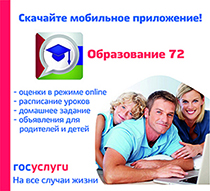 Скачайте мобильное приложение!
Образование 72
- оценки в режиме online
- расписание уроков
- домашнее задание
- объявления для
родителей и детей
госуслуги
На все случаи жизни